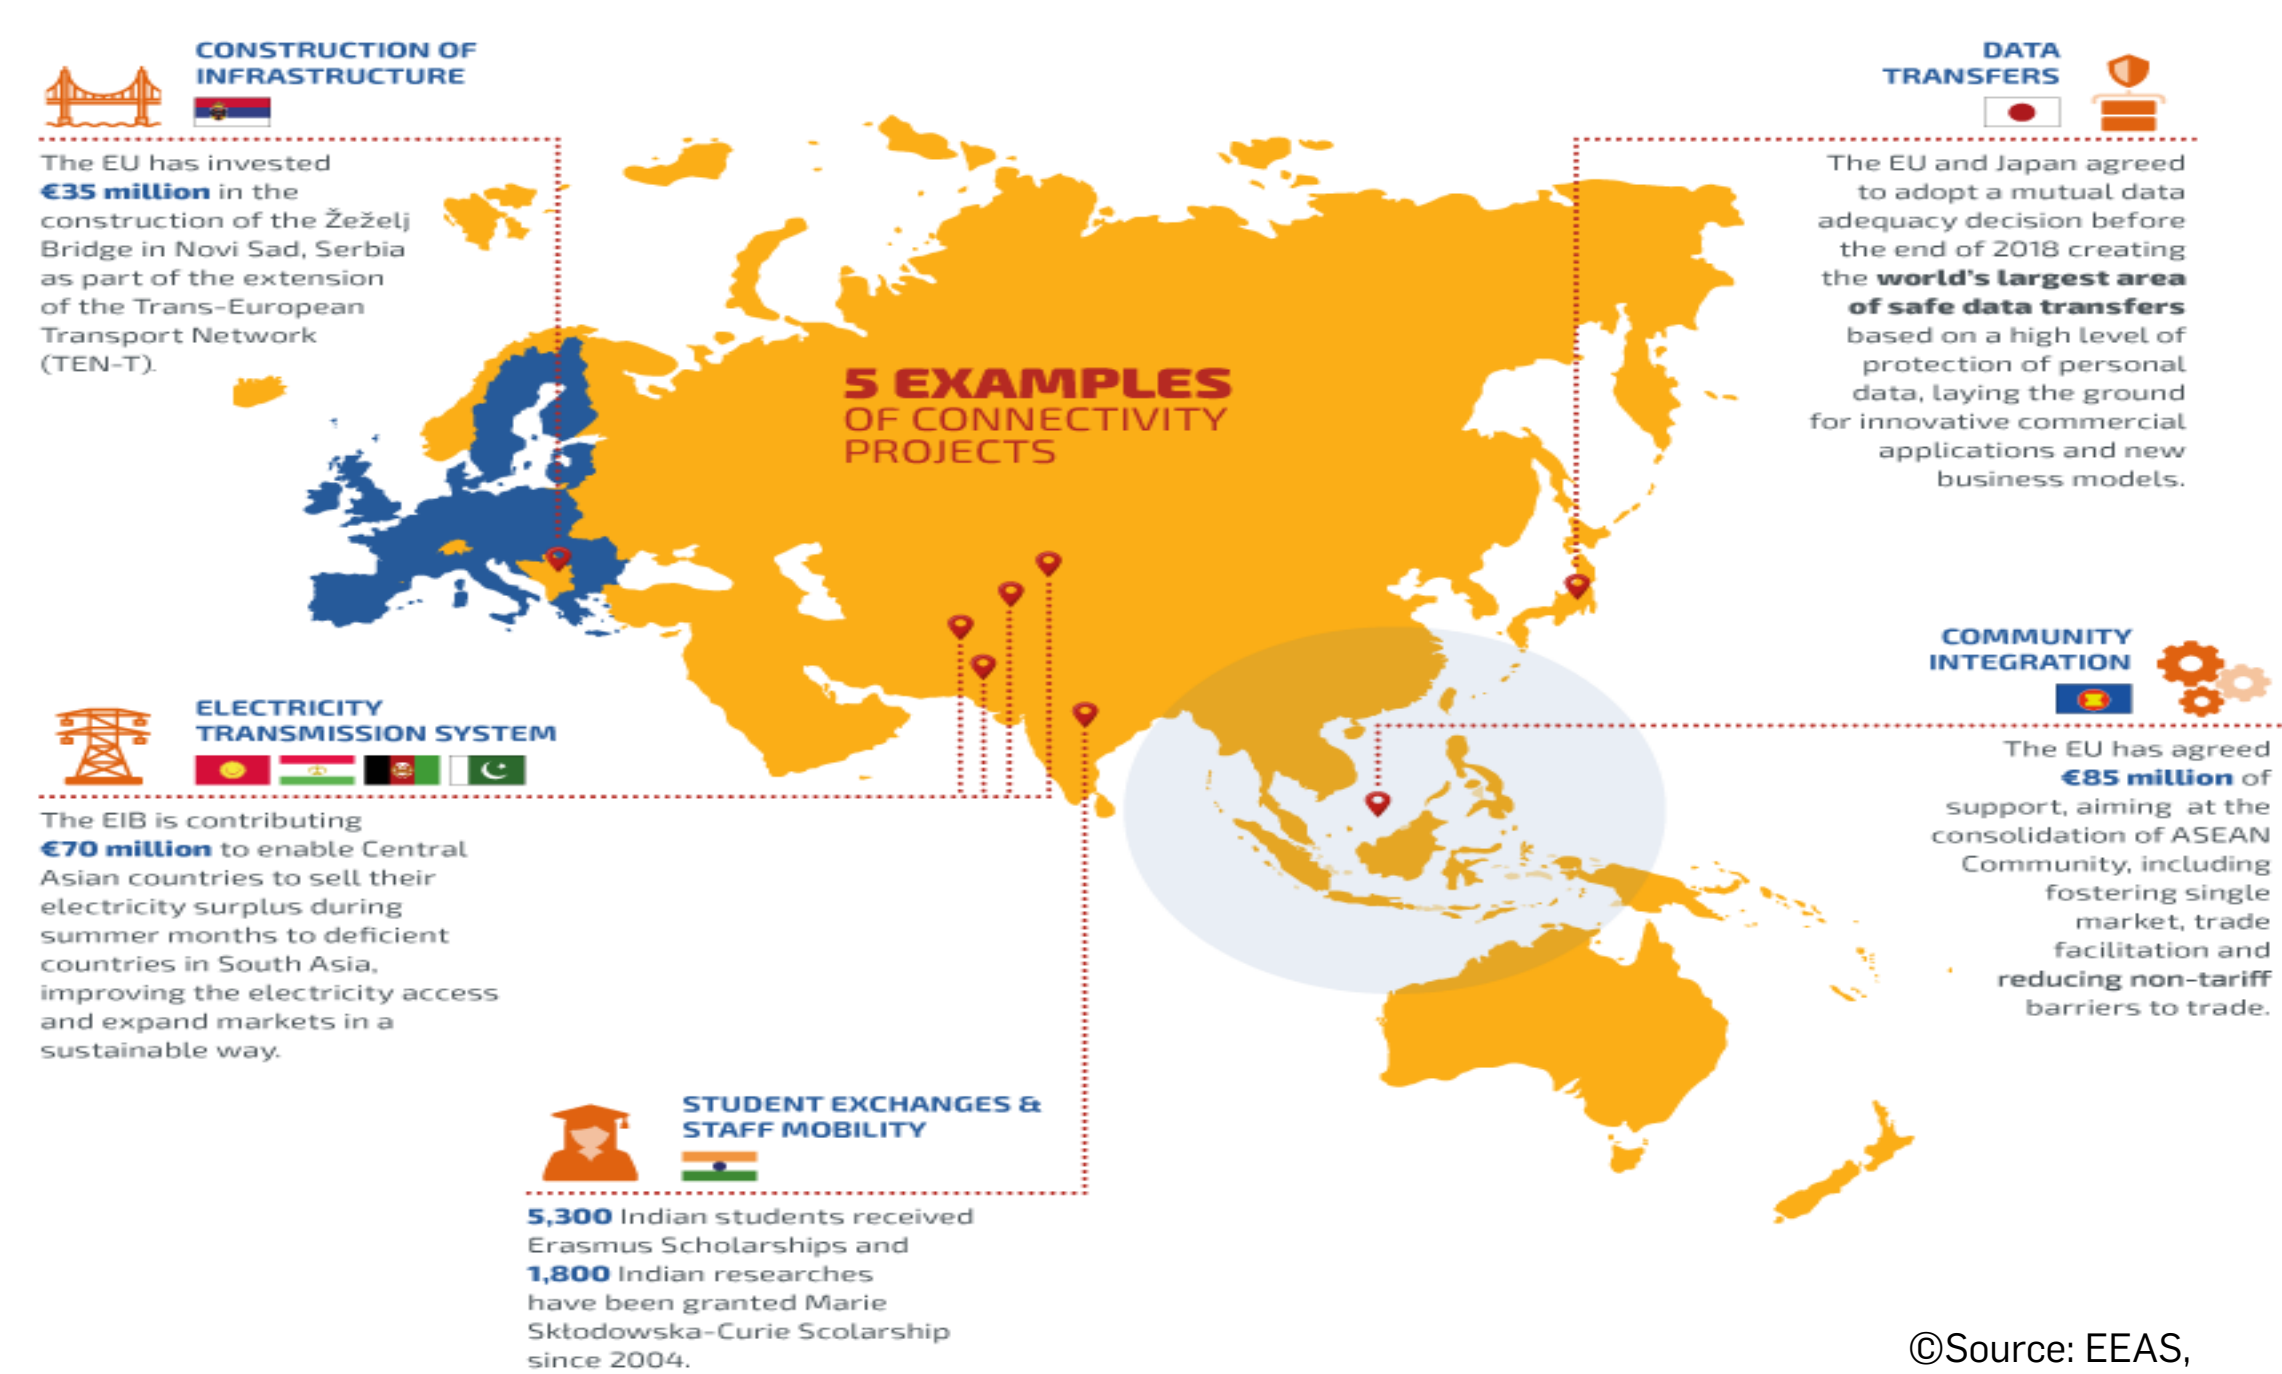 CONSTRUCTION OF
INFRASTRUCTURE
The EU has invested
€35 million in the
construction of the Žeželj
Bridge in Novi Sad, Serbia
as part of the extension
of the Trans-European
Transport Network
(TEN-T).
DATA
TRANSFERS
The EU and Japan agreed
to adopt a mutual data
adequacy decision before
the end of 2018 creating
the world's largest area
of safe data transfers
based on a high level of
protection of personal
data, laying the ground
for innovative commercial
applications and new
business models.
5 EXAMPLES
OF CONNECTIVITY
PROJECTS
ELECTRICITY
TRANSMISSION SYSTEM
The EIB is contributing
€70 million to enable Central
Asian countries to sell their
electricity surplus during
summer months to deficient
countries in South Asia,
improving the electricity access
and expand markets in a
sustainable way.
COMMUNITY
INTEGRATION
The EU has agreed
€85 million of
support, aiming at the
consolidation of ASEAN
Community, including
fostering single
market, trade
facilitation and
reducing non-tariff
barriers to trade.
STUDENT EXCHANGES &
STAFF MOBILITY
5,300 Indian students received
Erasmus Scholarships and
1,800 Indian researches
have been granted Marie
Skłodowska-Curie Scolarship
since 2004.
©Source: EEAS,